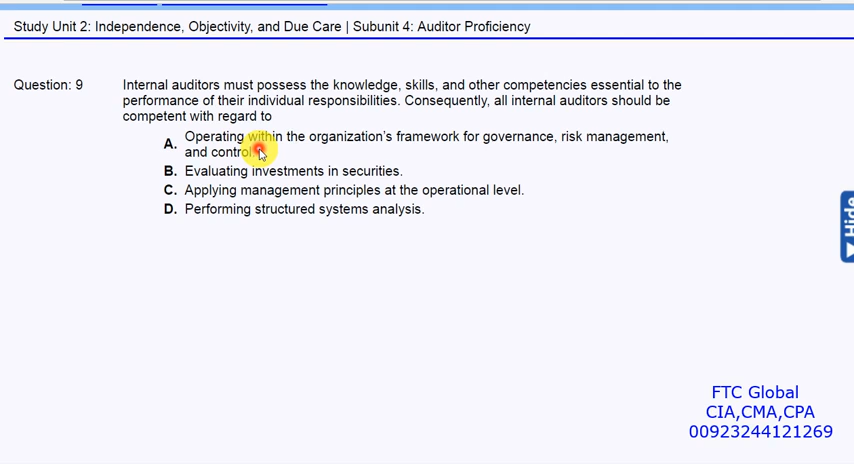 Study Unit 2: Independence, Objectivity, and Due Care | Subunit 4: Auditor Proficiency
Question: 9 Internal auditors must possess the knowledge, skills, and other competencies essential to the
performance of their individual responsibilities. Consequently, all internal auditors should be
competent with regard to
A. Operating within the organization's framework for governance, risk management,
and control.
B. Evaluating investments in securities.
C. Applying management principles at the operational level.
D. Performing structured systems analysis.
Hide
FTC Global
CIA,CMA,CPA
00923244121269